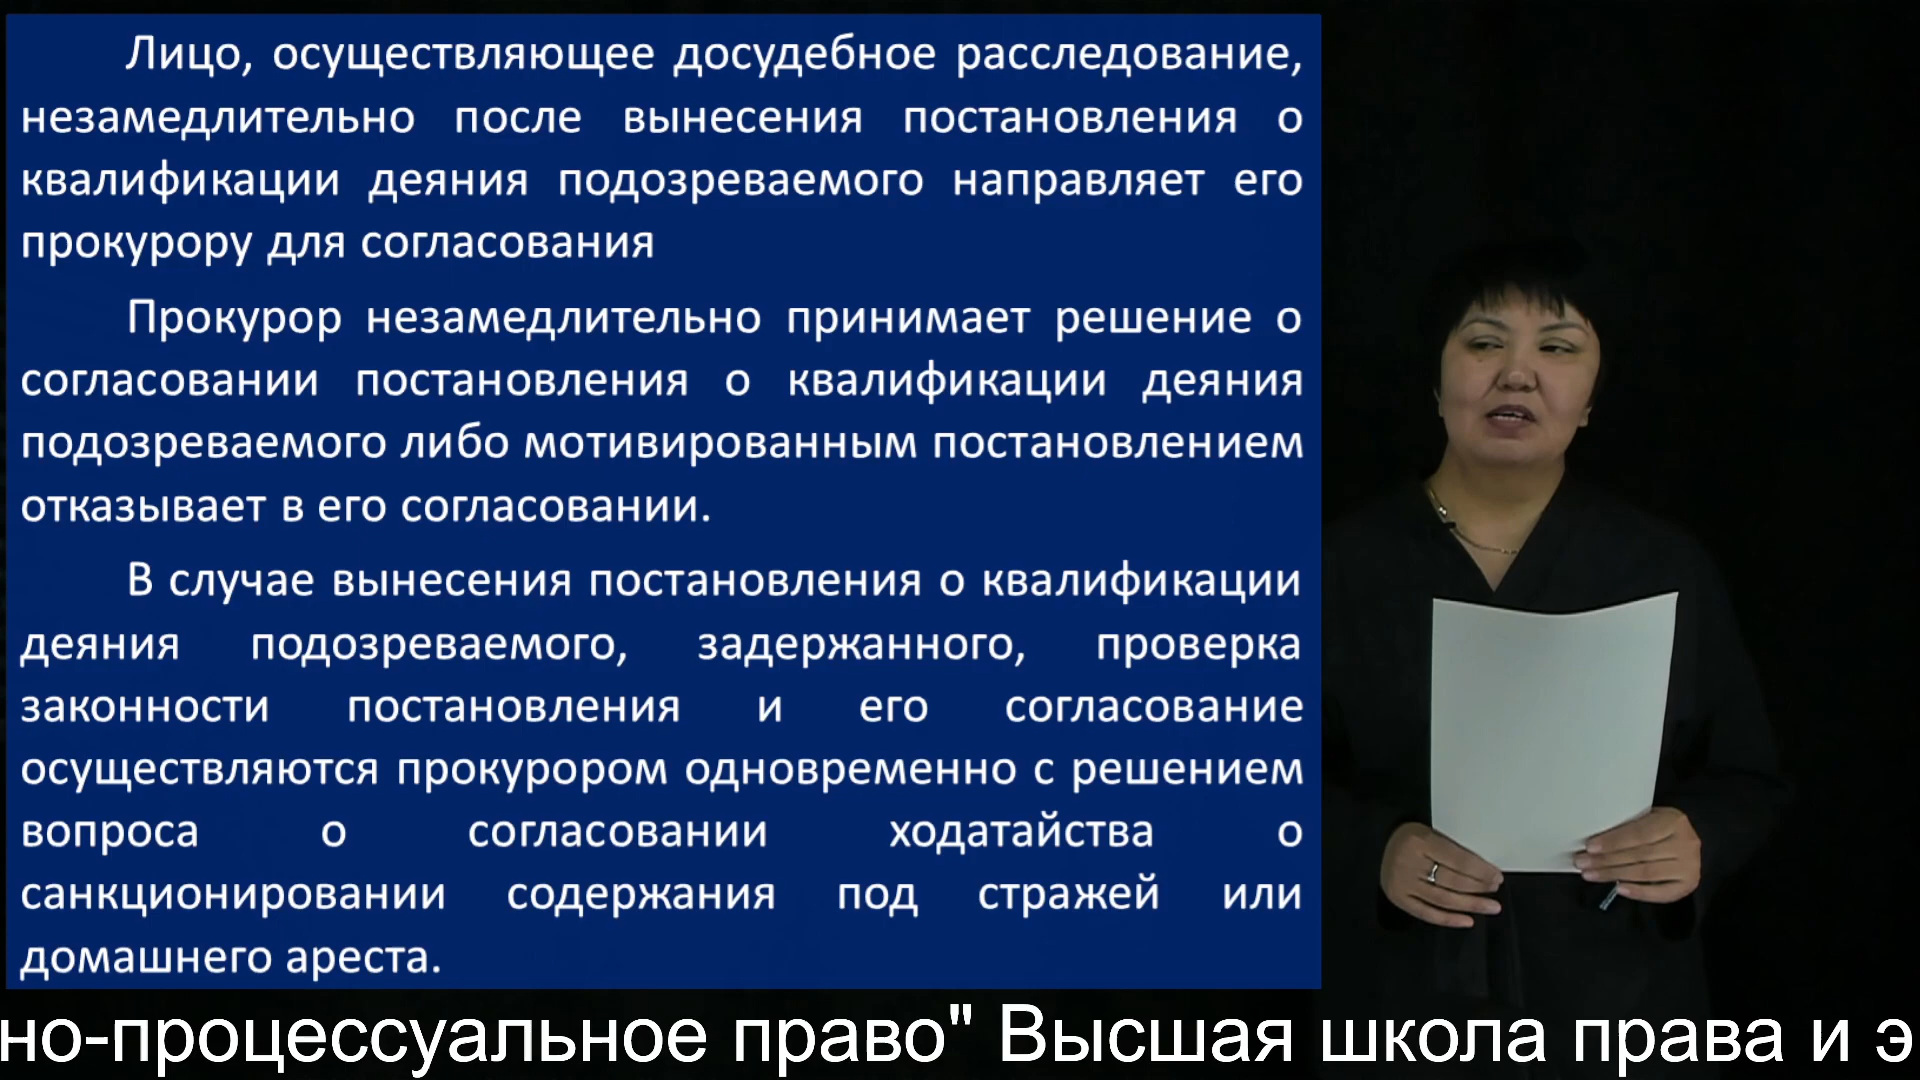 Лицо, осуществляющее досудебное расследование,
незамедлительно после вынесения постановления о
квалификации деяния подозреваемого направляет его
прокурору для согласования
Прокурор незамедлительно принимает решение о
согласовании постановления о квалификации деяния
подозреваемого либо мотивированным постановлением
отказывает в его согласовании.
В случае вынесения постановления о квалификации
деяния подозреваемого, задержанного, проверка
законности постановления и его согласование
осуществляются прокурором одновременно с решением
вопроса о согласовании ходатайства о
санкционировании содержания под стражей или
домашнего ареста.
но-процессуальное право" Высшая школа права и э